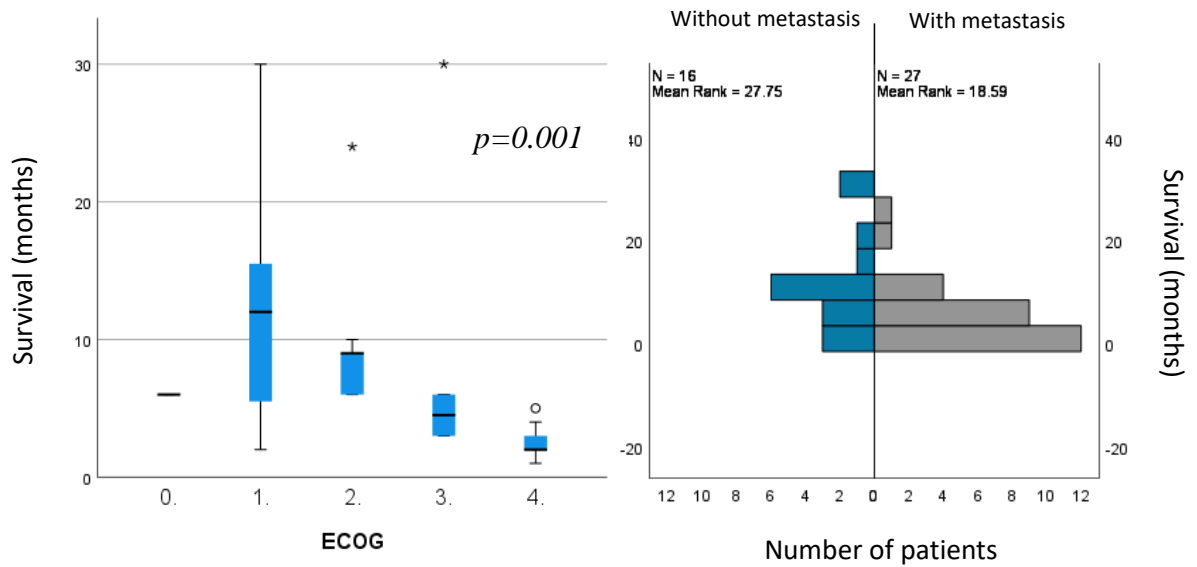 30
20
10
0
Survival (months)
p=0.001
0.
1.
2.
3.
4.
ECOG
Without metastasis
With metastasis
N = 16
Mean Rank = 27.75
N = 27
Mean Rank = 18.59
40
20
0
-20
40
20
0
-20
Survival (months)
12 10 8 6 4 2 0 2 4 6 8 10 12
Number of patients